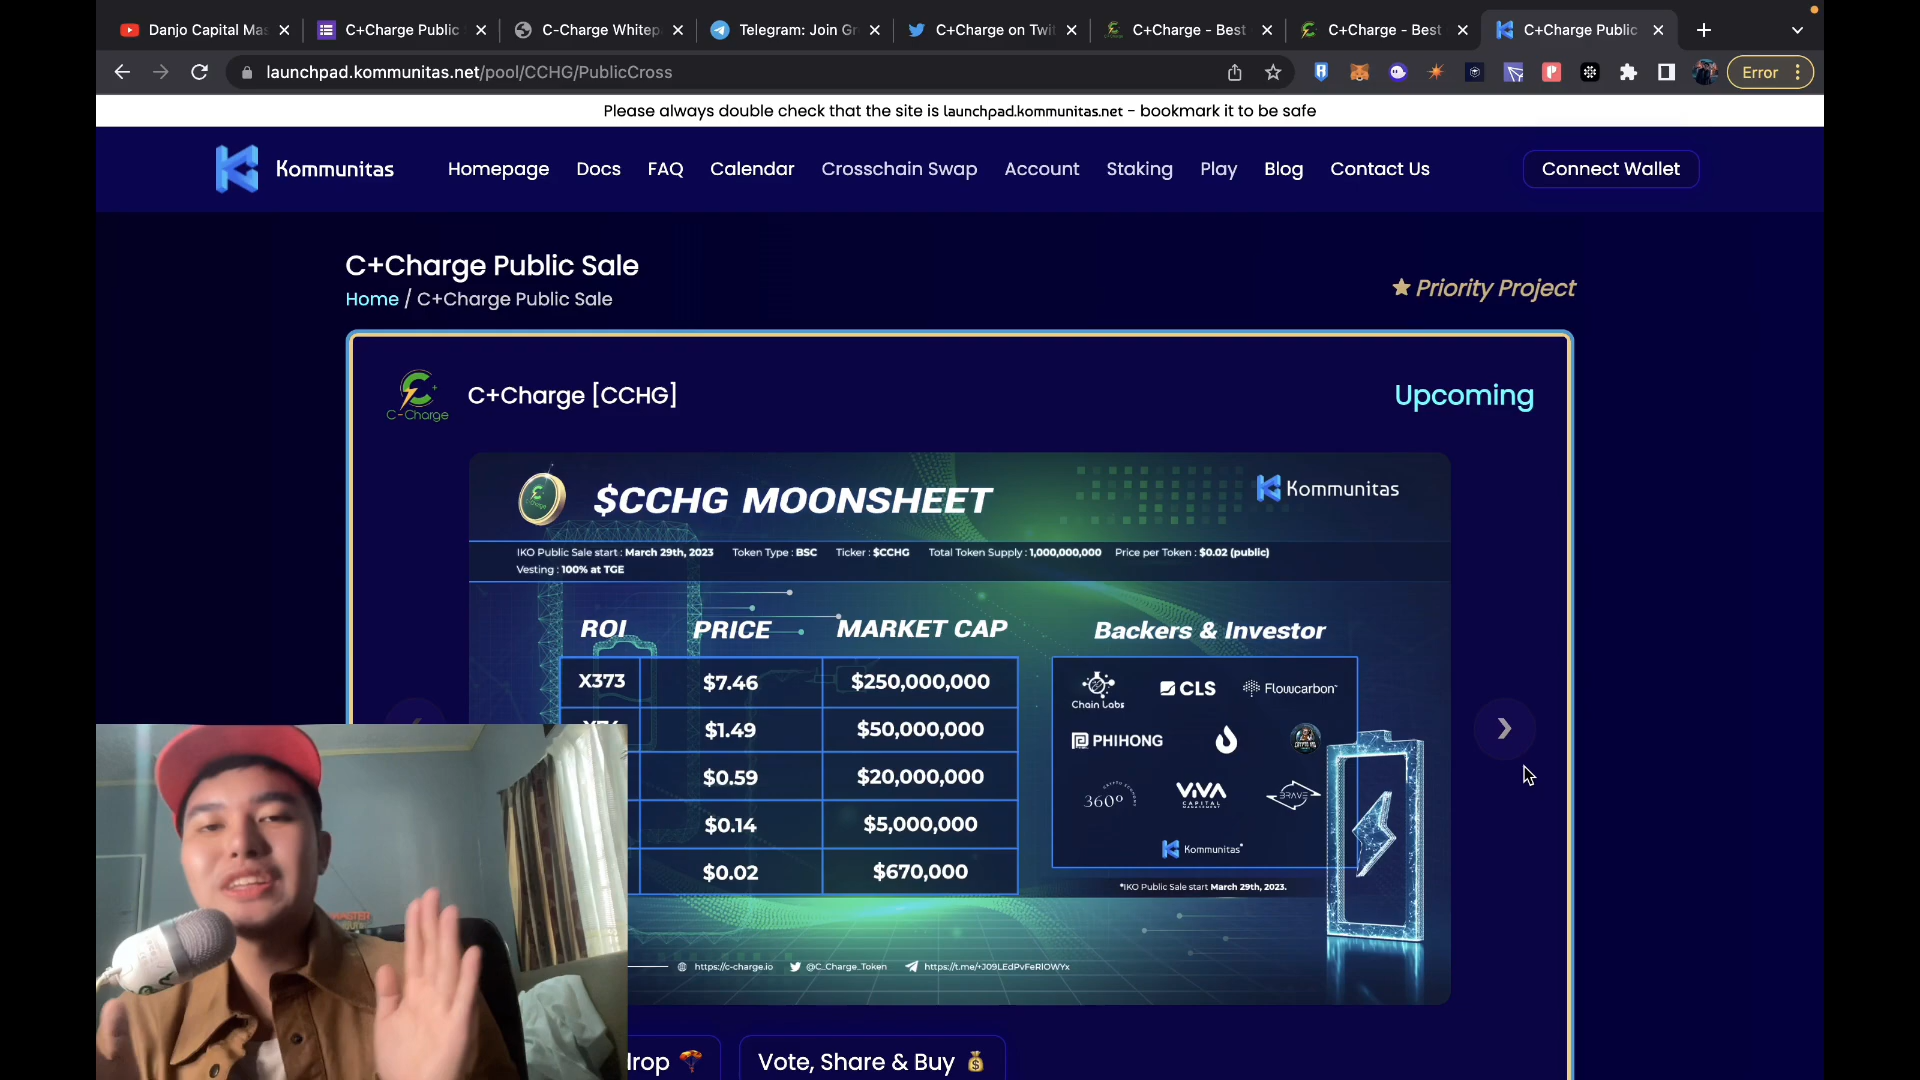 Danjo Capital Mas
C+Charge Public
C-Charge Whitep
Telegram: Join Gr
C+Charge on Twit
C+Charge - Best
C+Charge - Best
C+Charge Public
launchpad.kommunitas.net/pool/CCHG/PublicCross
Error
Please always double check that the site is launchpad.kommunitas.net - bookmark it to be safe
Kommunitas
Homepage
Docs
FAQ
Calendar
Crosschain Swap
Account
Staking
Play
Blog
Contact Us
Connect Wallet
C+Charge Public Sale
Home / C+Charge Public Sale
Priority Project
C-Charge
C+Charge [CCHG]
Upcoming
$CCHG MOONSHEET
Kommunitas
IKO Public Sale start : March 29th, 2023 Token Type : BSC Ticker : $CCHG Total Token Supply : 1,000,000,000 Price per Token : $0.02 (public)
Vesting : 100% at TGE
ROI PRICE MARKET CAP
X373 $7.46 $250,000,000
$1.49 $50,000,000
$0.59 $20,000,000
$0.14 $5,000,000
$0.02 $670,000
Backers & Investor
Chain Labs
CLS
Flowcarbon
PHIHONG
360º
VIVA
CAPITAL
BRAVE
Kommunitas
*IKO Public Sale start March 29th, 2023.
https://c-charge.io
@C_Charge_Token
https://t.me/+J09LEdPvFeRlOWYx
drop
Vote, Share & Buy